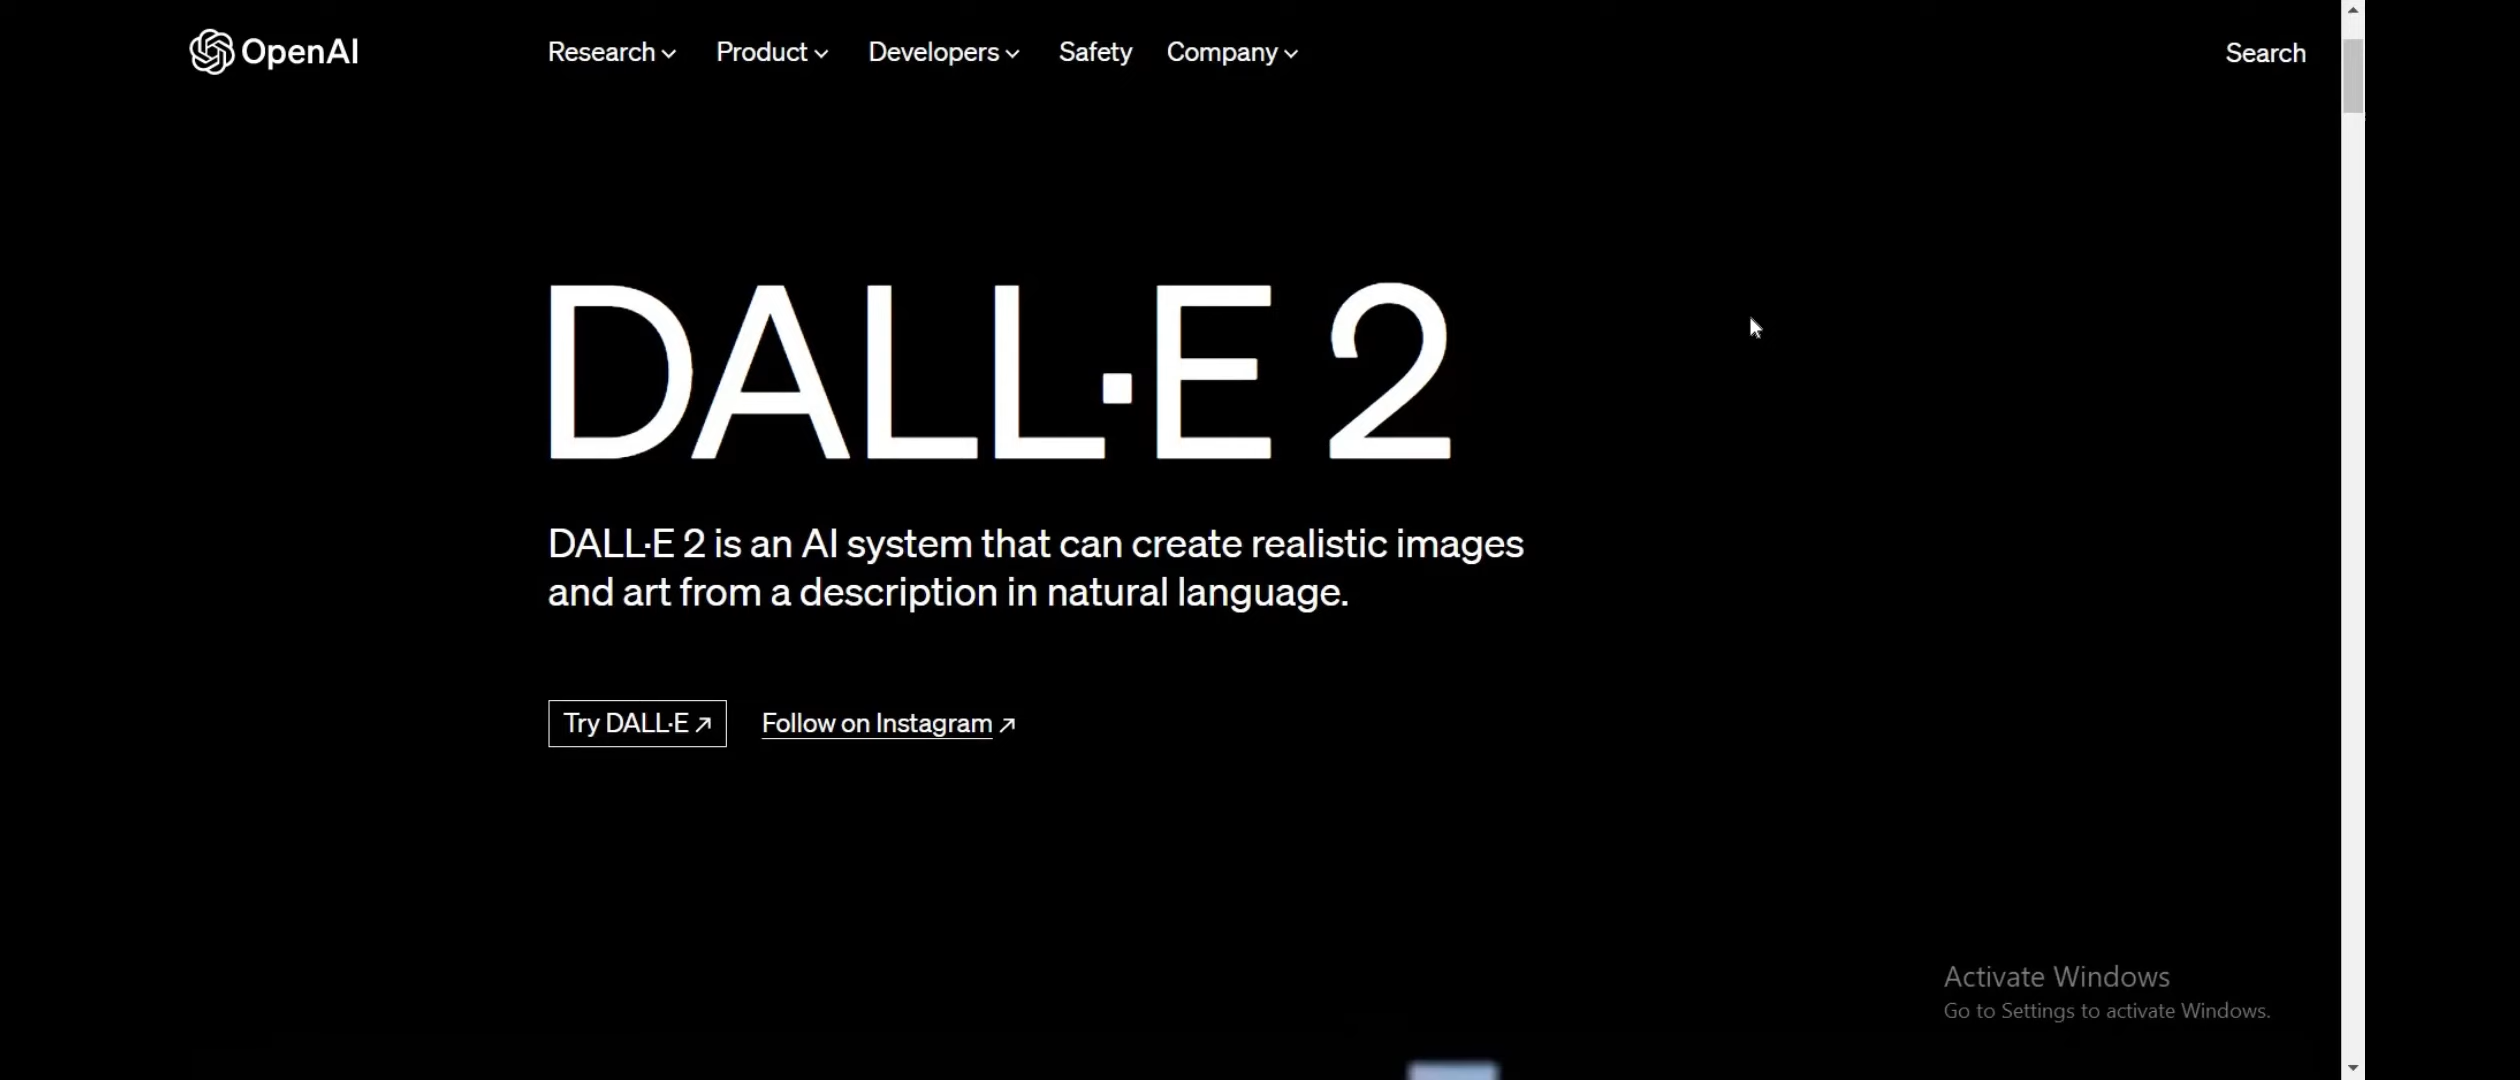 OpenAI
Research Product Developers Safety Company Search
DALL·E 2
DALL·E 2 is an AI system that can create realistic images
and art from a description in natural language.
Try DALL·E ↗ Follow on Instagram ↗
Activate Windows
Go to Settings to activate Windows.